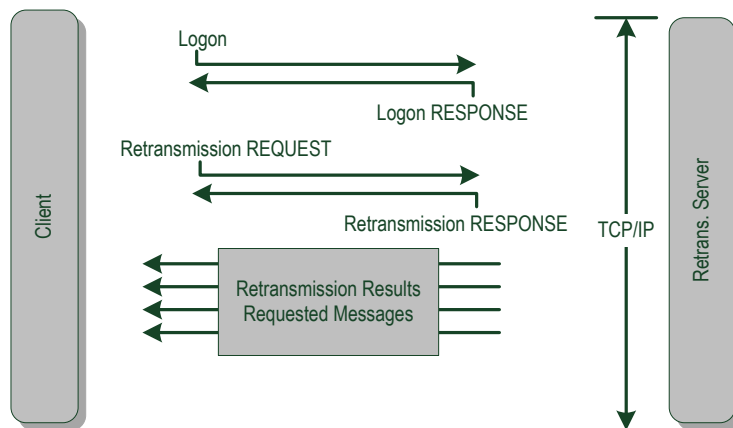 Logon
Logon RESPONSE
Retransmission REQUEST
Retransmission RESPONSE
Client
TCP/IP
Retrans. Server
Retransmission Results
Requested Messages